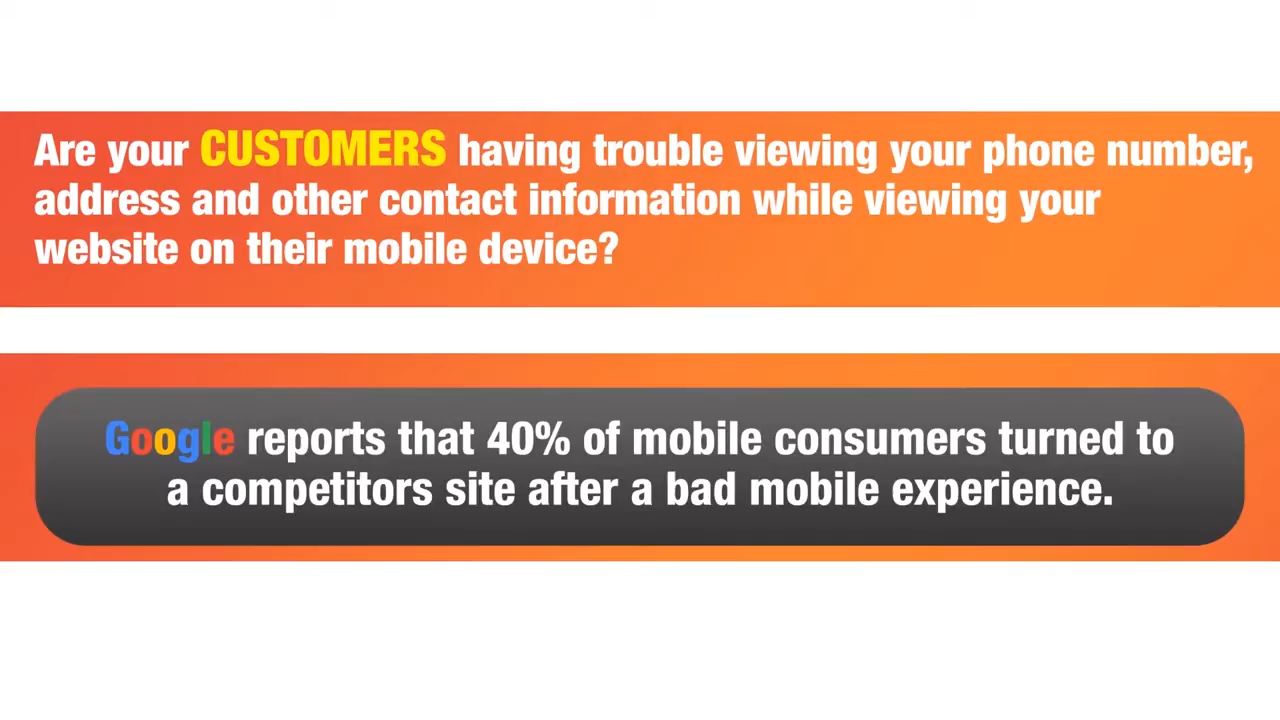 Are your CUSTOMERS having trouble viewing your phone number,
address and other contact information while viewing your
website on their mobile device?
Google reports that 40% of mobile consumers turned to
a competitors site after a bad mobile experience.